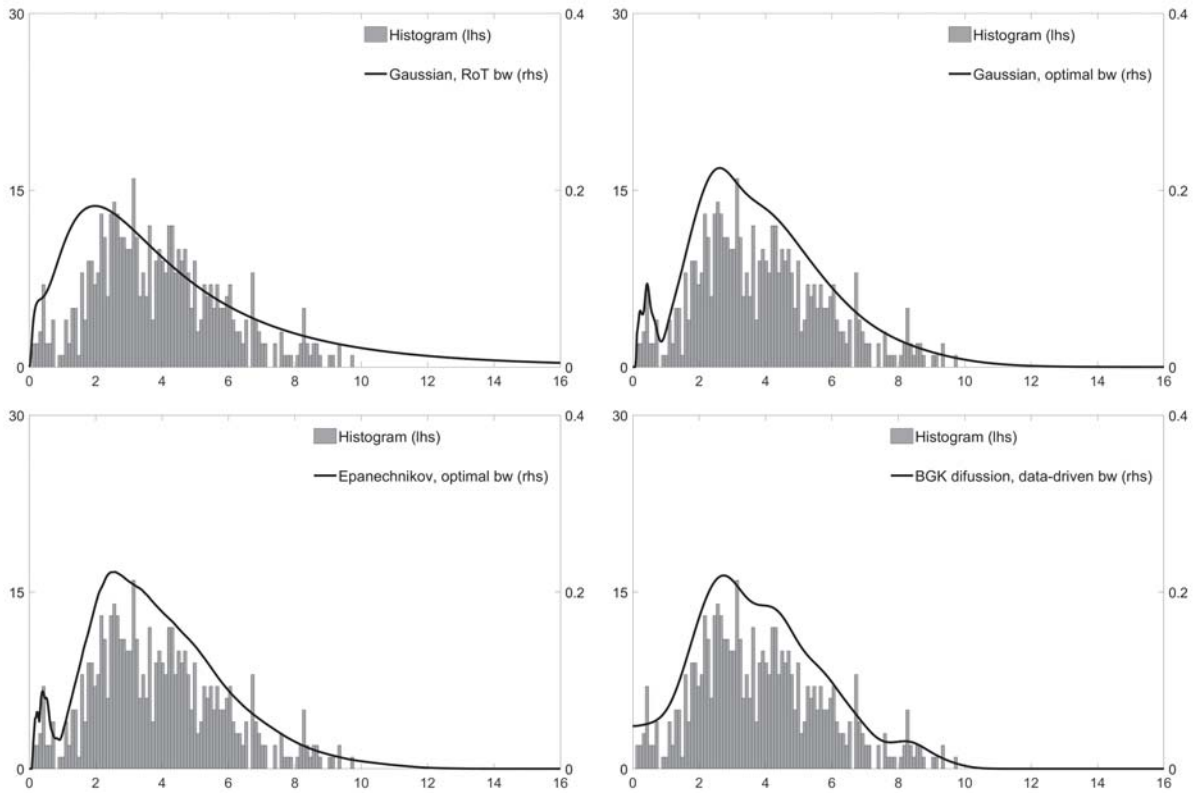 30 0.4 30 0.4
Histogram (lhs) Histogram (lhs)
Gaussian, RoT bw (rhs) Gaussian, optimal bw (rhs)
15 0.2 15 0.2
0 0 0 0
0 2 4 6 8 10 12 14 16 0 2 4 6 8 10 12 14 16
30 0.4 30 0.4
Histogram (lhs) Histogram (lhs)
Epanechnikov, optimal bw (rhs) BGK difussion, data-driven bw (rhs)
15 0.2 15 0.2
0 0 0 0
0 2 4 6 8 10 12 14 16 0 2 4 6 8 10 12 14 16